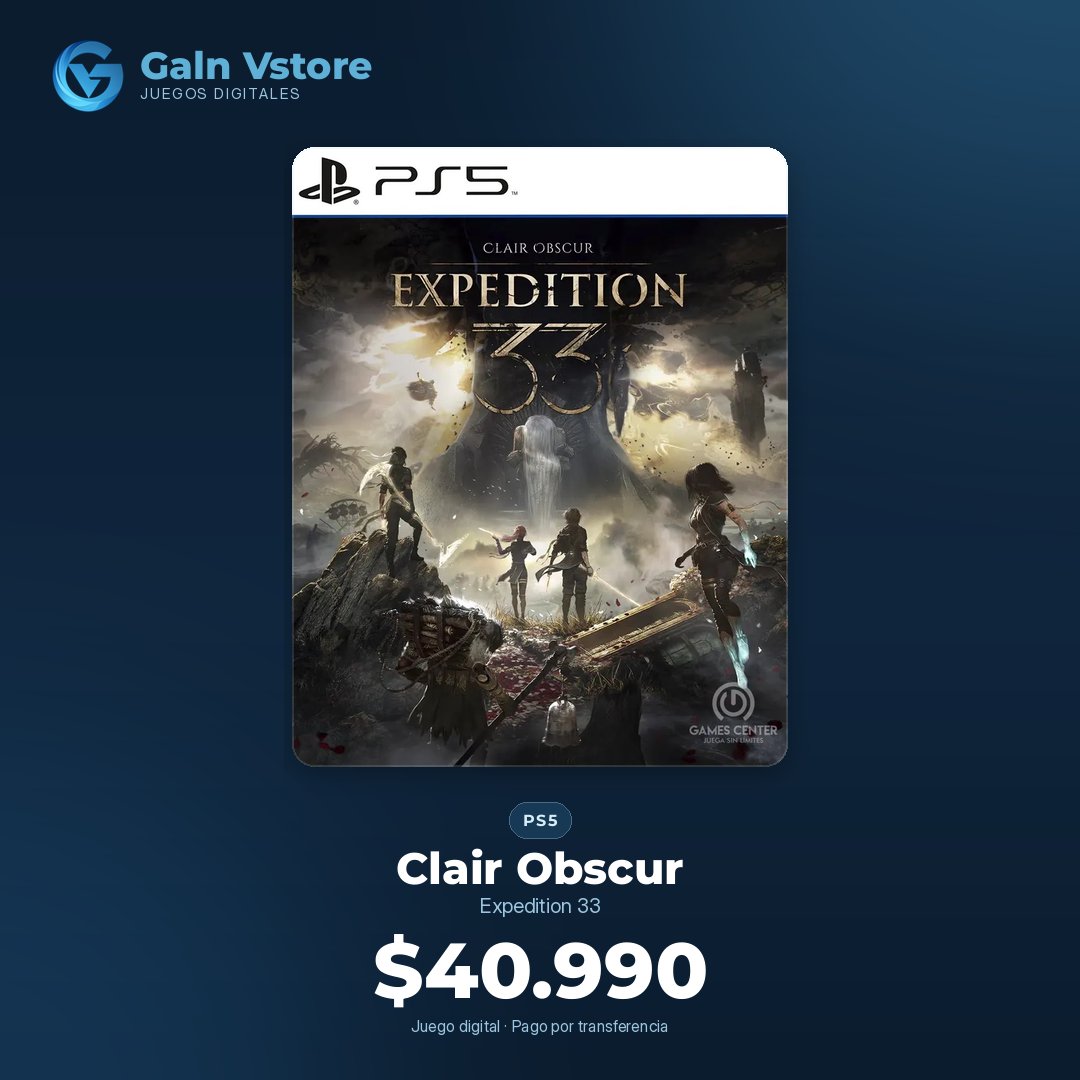 Galn Vstore
JUEGOS DIGITALES
PS5
CLAIR OBSCUR
EXPEDITION
33
GAMES CENTER
JUEGA SIN LIMITES
PS5
Clair Obscur
Expedition 33
$40.990
Juego digital · Pago por transferencia